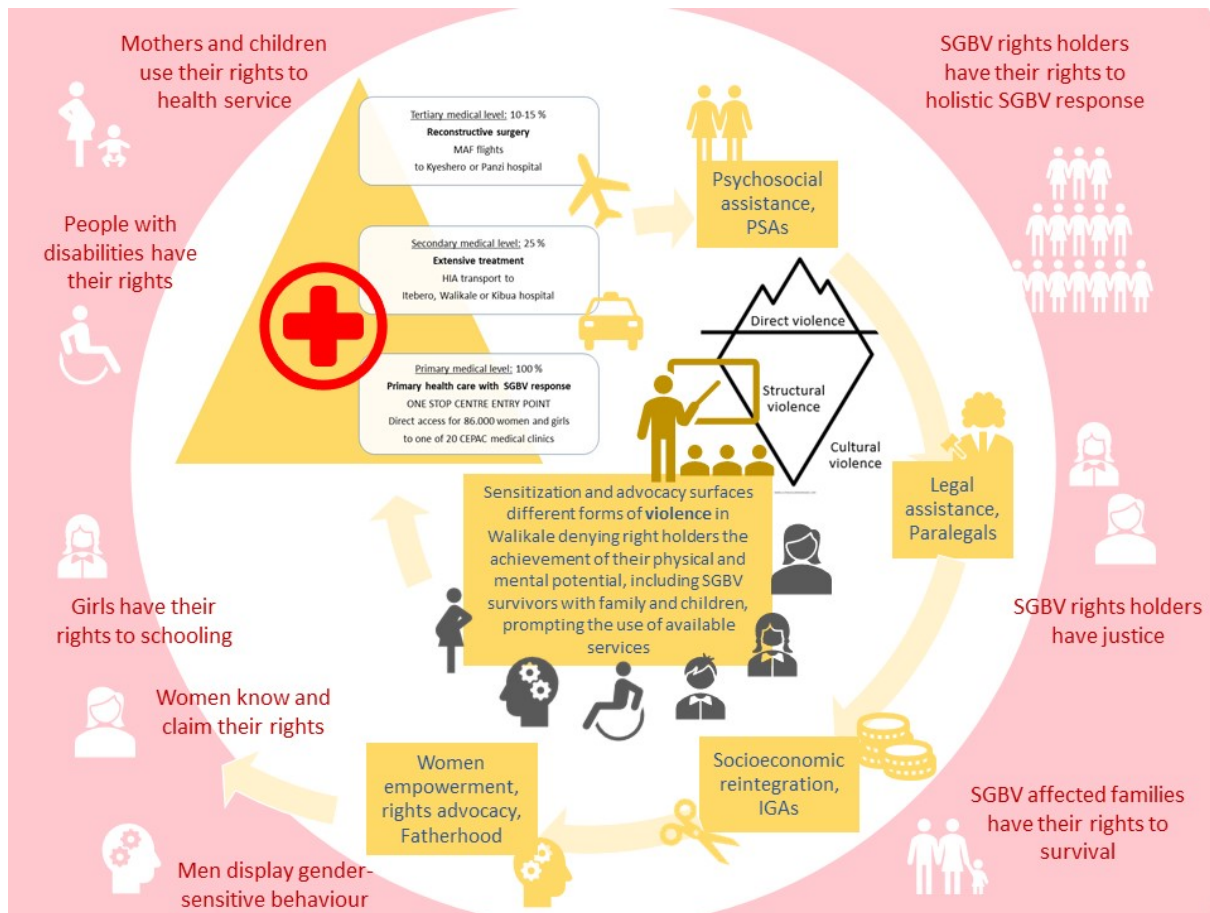 Mothers and children
use their rights to
health service
SGBV rights holders
have their rights to
holistic SGBV response
Tertiary medical level: 10-15 %
Reconstructive surgery
MAF flights
to Kyeshero or Panzi hospital
Psychosocial
assistance,
PSAs
People with
disabilities have
their rights
Secondary medical level: 25 %
Extensive treatment
HIA transport to
Itebero, Walikale or Kibua hospital
Direct violence
Structural
violence
Cultural
violence
Primary medical level: 100 %
Primary health care with SGBV response
ONE STOP CENTRE ENTRY POINT
Direct access for 86.000 women and girls
to one of 20 CEPAC medical clinics
Legal
assistance,
Paralegals
Sensitization and advocacy surfaces
different forms of violence in
Walikale denying right holders the
achievement of their physical and
mental potential, including SGBV
survivors with family and children,
prompting the use of available
services
Girls have their
rights to schooling
SGBV rights holders
have justice
Women know and
claim their rights
Women
empowerment,
rights advocacy,
Fatherhood
Socioeconomic
reintegration,
IGAs
SGBV affected families
have their rights to
survival
Men display gender-
sensitive behaviour